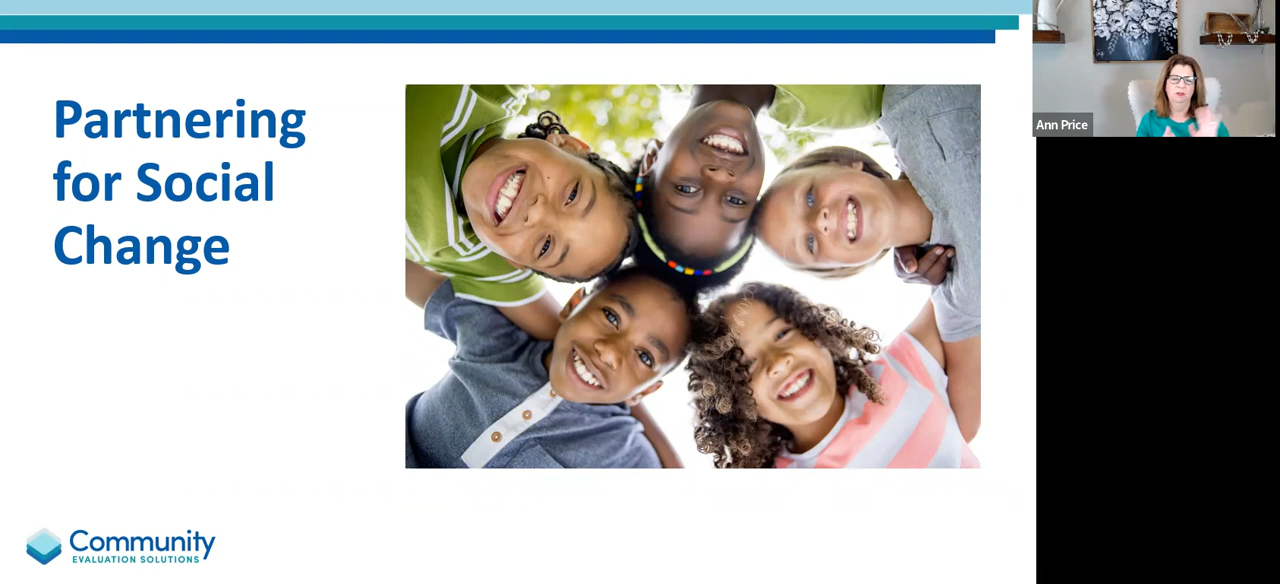 Partnering
for Social
Change
Ann Price
Community
EVALUATION SOLUTIONS